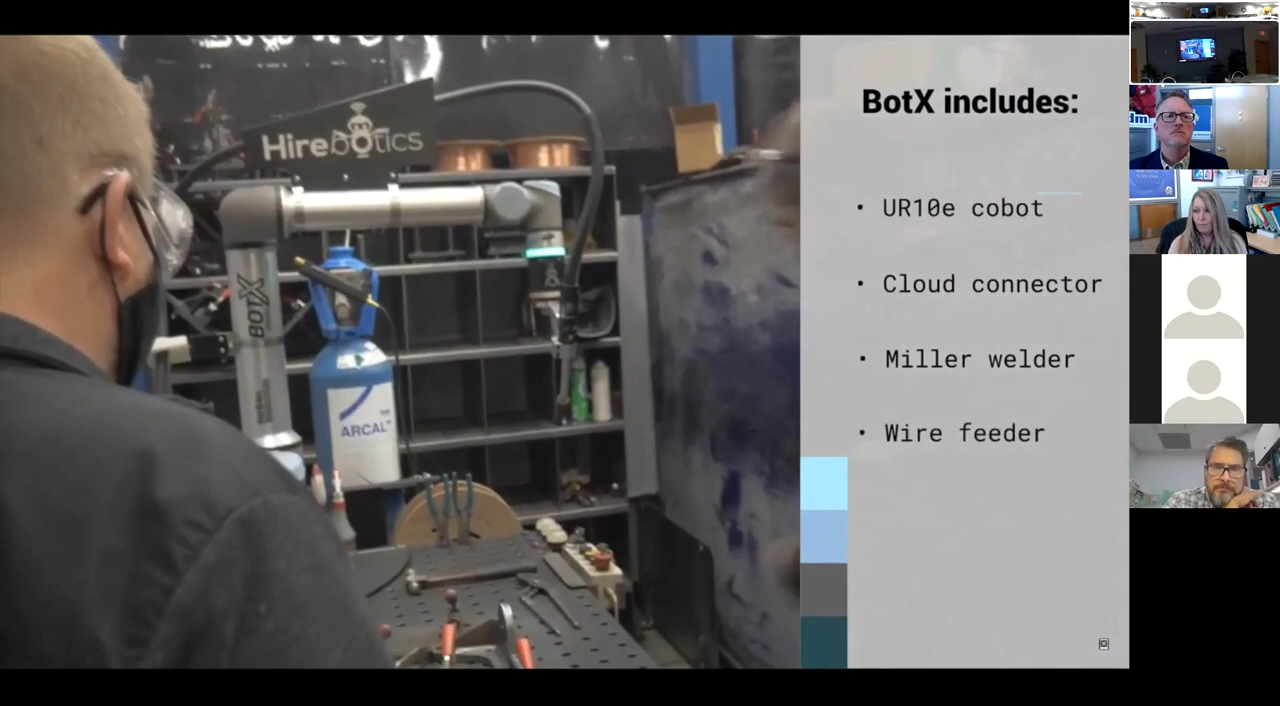 Hirebotics
BotX
ARCAL
BotX includes:
• UR10e cobot
• Cloud connector
• Miller welder
• Wire feeder